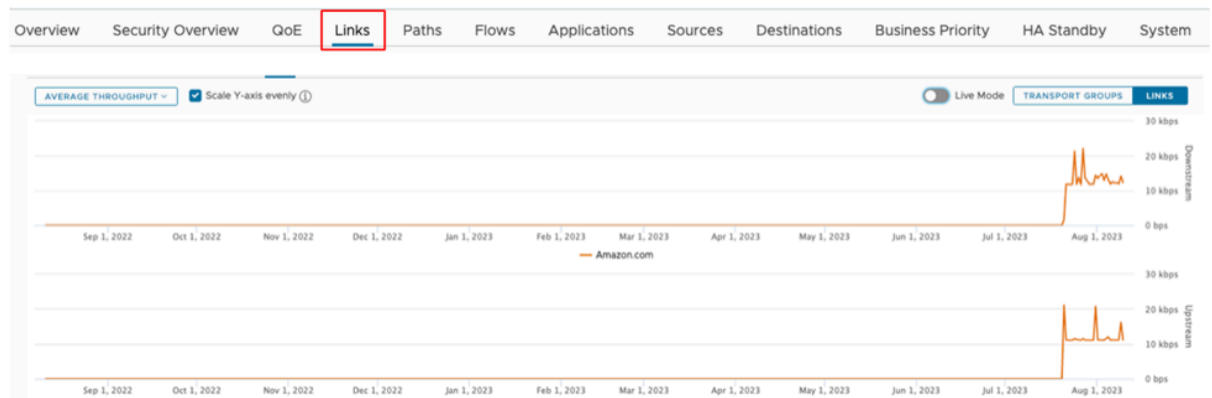 Overview Security Overview QoE Links Paths Flows Applications Sources Destinations Business Priority HA Standby System
AVERAGE THROUGHPUT Scale Y-axis evenly Live Mode TRANSPORT GROUPS LINKS
30 kbps
20 kbps
10 kbps
0 bps
Downstream
Sep 1, 2022 Oct 1, 2022 Nov 1, 2022 Dec 1, 2022 Jan 1, 2023 Feb 1, 2023 Mar 1, 2023 Apr 1, 2023 May 1, 2023 Jun 1, 2023 Jul 1, 2023 Aug 1, 2023
Amazon.com
30 kbps
20 kbps
10 kbps
0 bps
Upstream
Sep 1, 2022 Oct 1, 2022 Nov 1, 2022 Dec 1, 2022 Jan 1, 2023 Feb 1, 2023 Mar 1, 2023 Apr 1, 2023 May 1, 2023 Jun 1, 2023 Jul 1, 2023 Aug 1, 2023